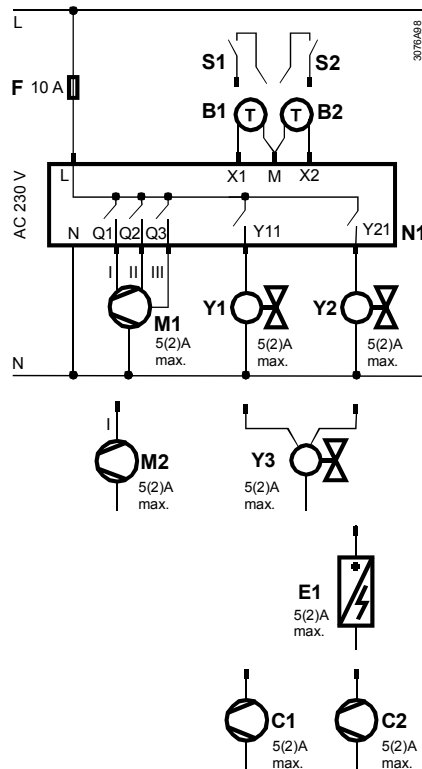 L
3076A98
S1 S2
F 10 A
B1 T T B2
AC 230 V
L X1 M X2
N Q1 Q2 Q3 Y11 Y21 N1
I II III
M1 Y1 Y2
5(2)A 5(2)A 5(2)A
max. max. max.
N
I
M2 Y3
5(2)A 5(2)A
max. max.
E1
5(2)A
max.
C1 C2
5(2)A 5(2)A
max. max.